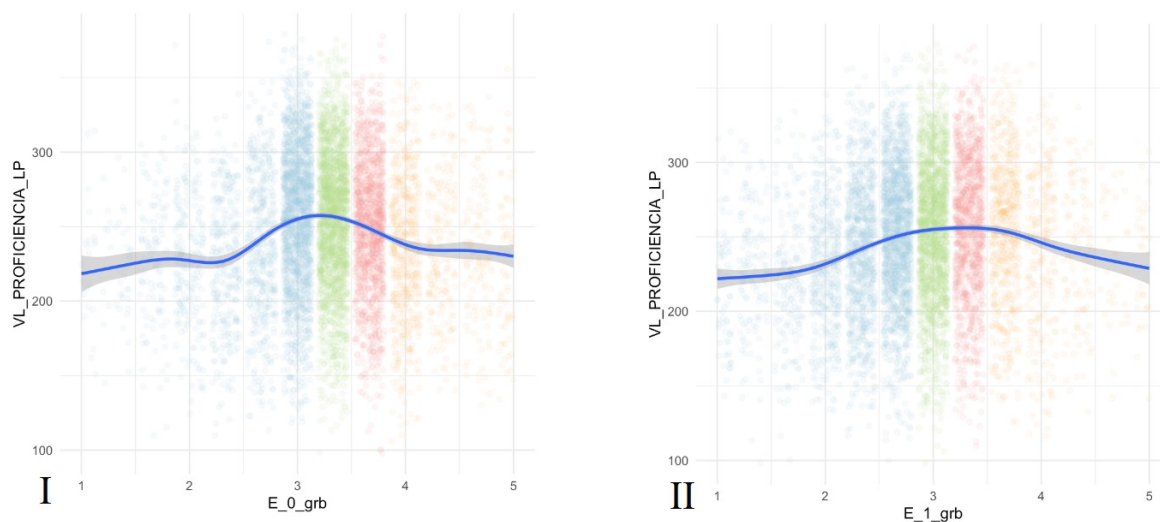 VL_PROFICIENCIA_LP
300
200
100
1 2 3 4 5
E_0_grb
I
VL_PROFICIENCIA_LP
300
200
100
1 2 3 4 5
E_1_grb
II